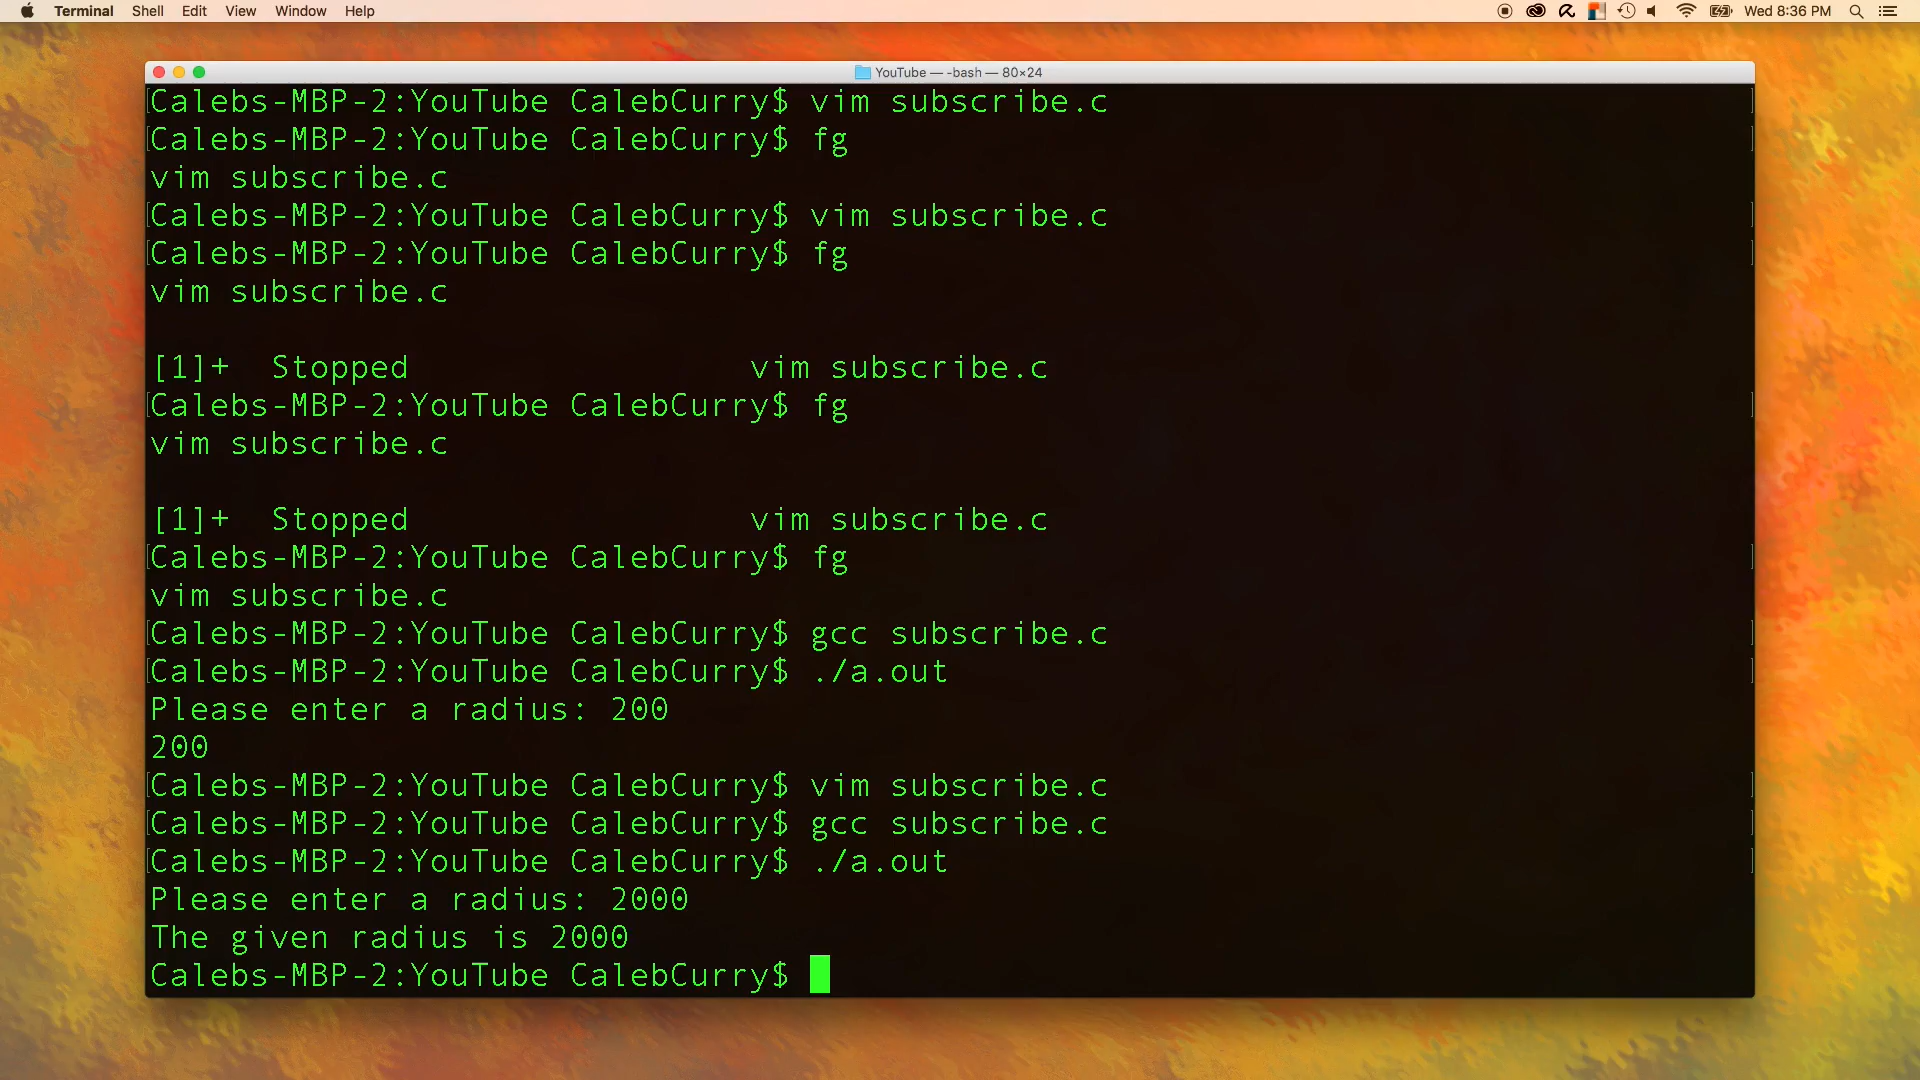 Terminal Shell Edit View Window Help Wed 8:36 PM
YouTube — -bash — 80×24
Calebs-MBP-2:YouTube CalebCurry$ vim subscribe.c
Calebs-MBP-2:YouTube CalebCurry$ fg
vim subscribe.c
Calebs-MBP-2:YouTube CalebCurry$ vim subscribe.c
Calebs-MBP-2:YouTube CalebCurry$ fg
vim subscribe.c
[1]+  Stopped                 vim subscribe.c
Calebs-MBP-2:YouTube CalebCurry$ fg
vim subscribe.c
[1]+  Stopped                 vim subscribe.c
Calebs-MBP-2:YouTube CalebCurry$ fg
vim subscribe.c
Calebs-MBP-2:YouTube CalebCurry$ gcc subscribe.c
Calebs-MBP-2:YouTube CalebCurry$ ./a.out
Please enter a radius: 200
200
Calebs-MBP-2:YouTube CalebCurry$ vim subscribe.c
Calebs-MBP-2:YouTube CalebCurry$ gcc subscribe.c
Calebs-MBP-2:YouTube CalebCurry$ ./a.out
Please enter a radius: 2000
The given radius is 2000
Calebs-MBP-2:YouTube CalebCurry$